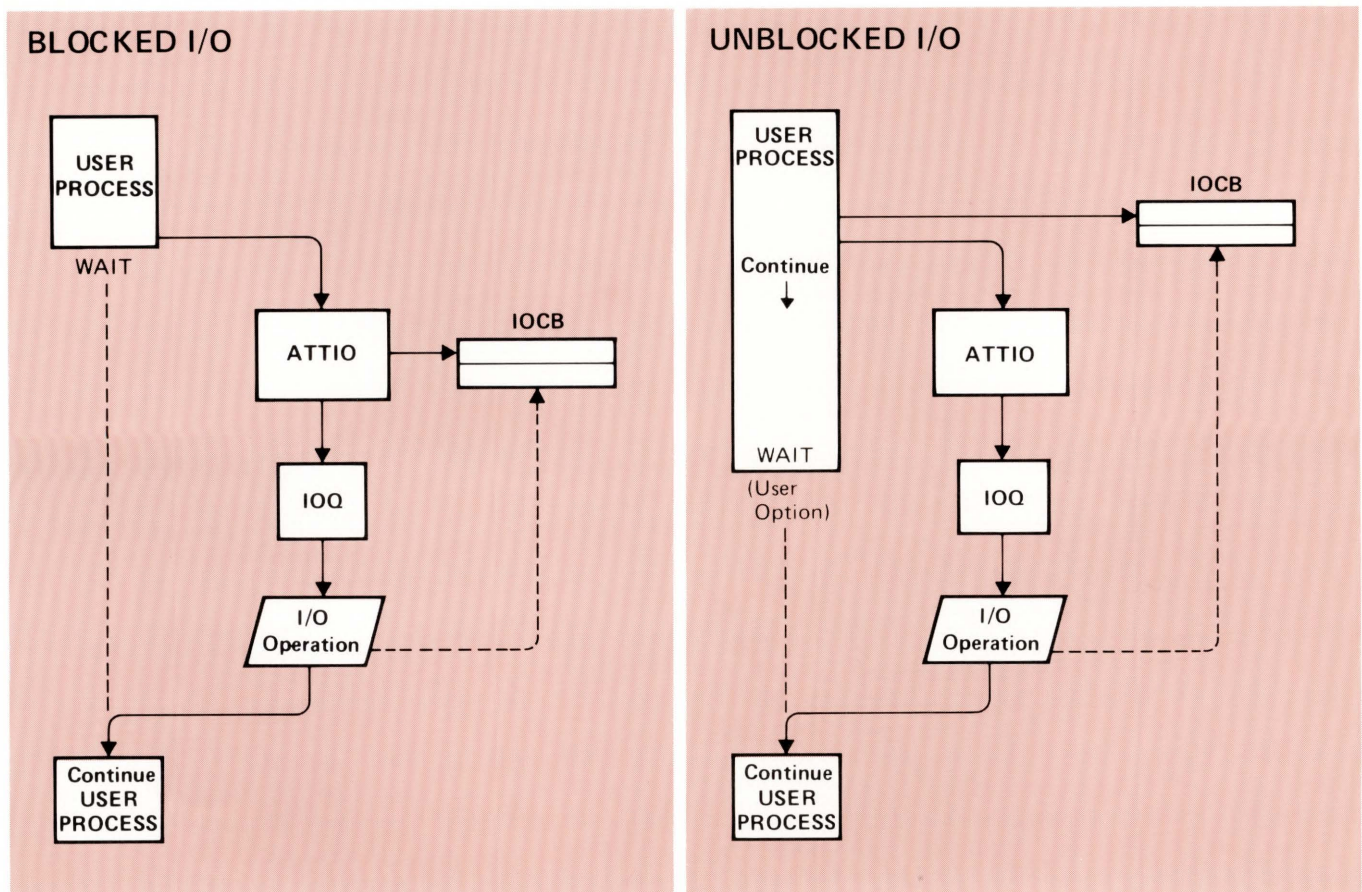 BLOCKED I/O
USER
PROCESS
WAIT
ATTIO
IOCB
IOQ
I/O
Operation
Continue
USER
PROCESS
UNBLOCKED I/O
USER
PROCESS
Continue
WAIT
(User
Option)
IOCB
ATTIO
IOQ
I/O
Operation
Continue
USER
PROCESS